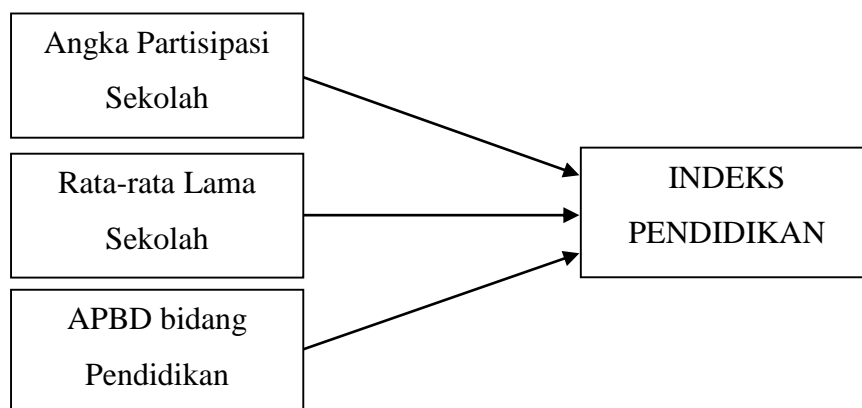 Angka Partisipasi
Sekolah
Rata-rata Lama
Sekolah
APBD bidang
Pendidikan
INDEKS
PENDIDIKAN